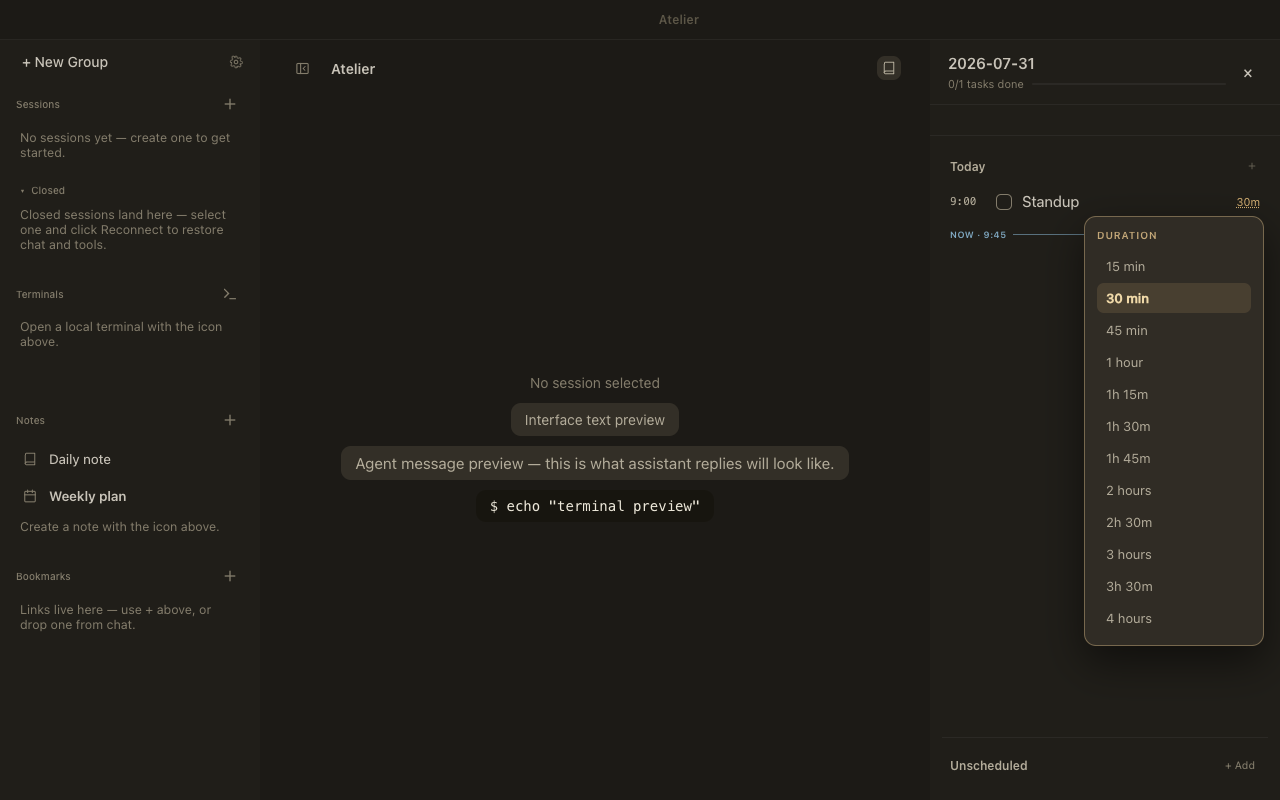 Atelier
+ New Group
Sessions
No sessions yet — create one to get
started.
Closed
Closed sessions land here — select
one and click Reconnect to restore
chat and tools.
Terminals
Open a local terminal with the icon
above.
Notes
Daily note
Weekly plan
Create a note with the icon above.
Bookmarks
Links live here — use + above, or
drop one from chat.
Atelier
No session selected
Interface text preview
Agent message preview — this is what assistant replies will look like.
$ echo "terminal preview"
2026-07-31
0/1 tasks done
Today
9:00 Standup 30m
NOW · 9:45
DURATION
15 min
30 min
45 min
1 hour
1h 15m
1h 30m
1h 45m
2 hours
2h 30m
3 hours
3h 30m
4 hours
Unscheduled + Add